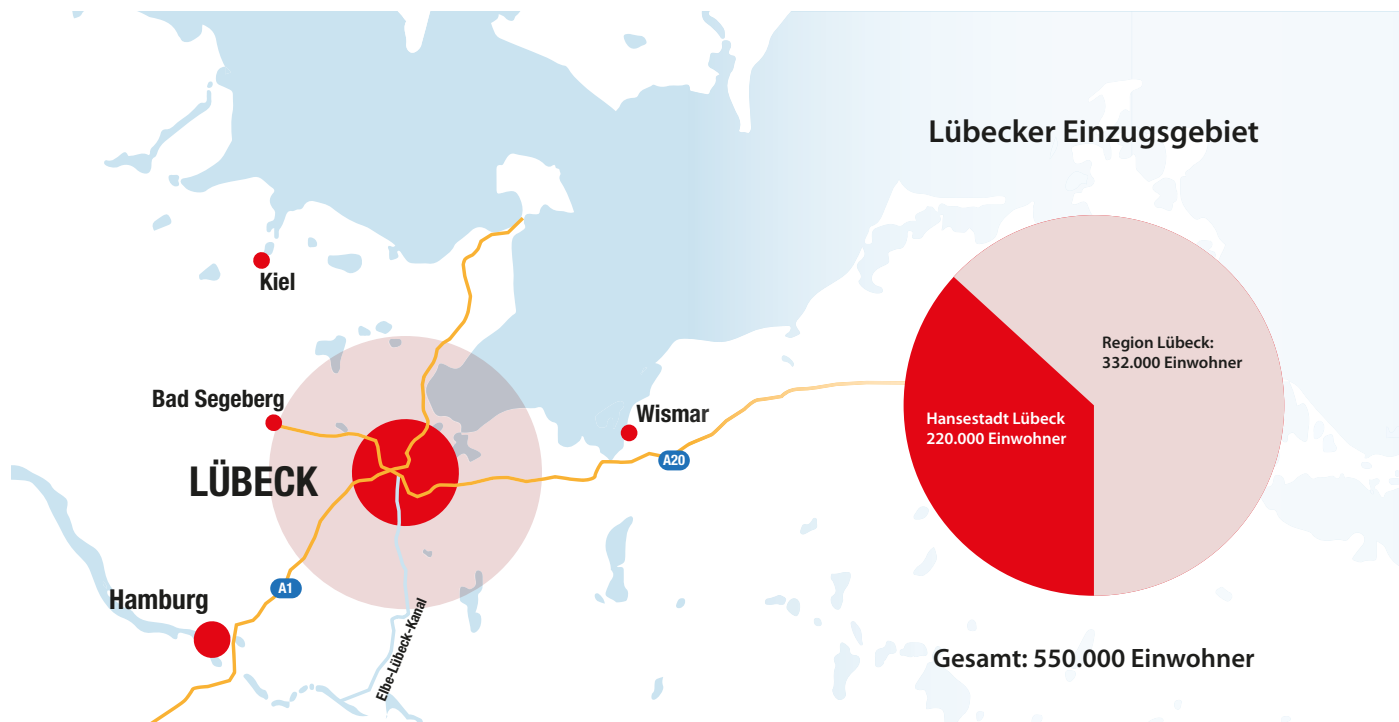 Lübecker Einzugsgebiet
Kiel
Region Lübeck:
332.000 Einwohner
Bad Segeberg
Wismar
Hansestadt Lübeck
220.000 Einwohner
A20
LÜBECK
A1
Hamburg
Elbe-Lübeck-Kanal
Gesamt: 550.000 Einwohner